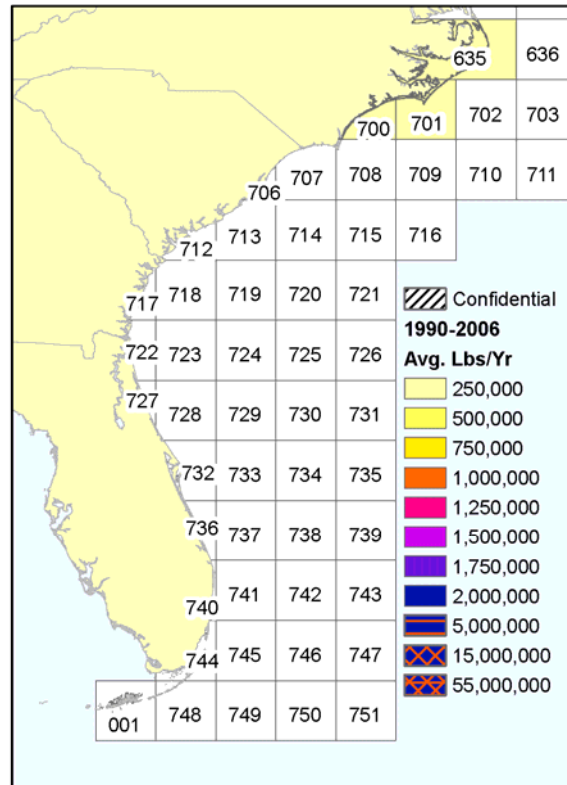 635 636
700 701 702 703
706 707 708 709 710 711
712 713 714 715 716
717 718 719 720 721
722 723 724 725 726
727 728 729 730 731
732 733 734 735
736 737 738 739
740 741 742 743
744 745 746 747
001 748 749 750 751
Confidential
1990-2006
Avg. Lbs/Yr
250,000
500,000
750,000
1,000,000
1,250,000
1,500,000
1,750,000
2,000,000
5,000,000
15,000,000
55,000,000